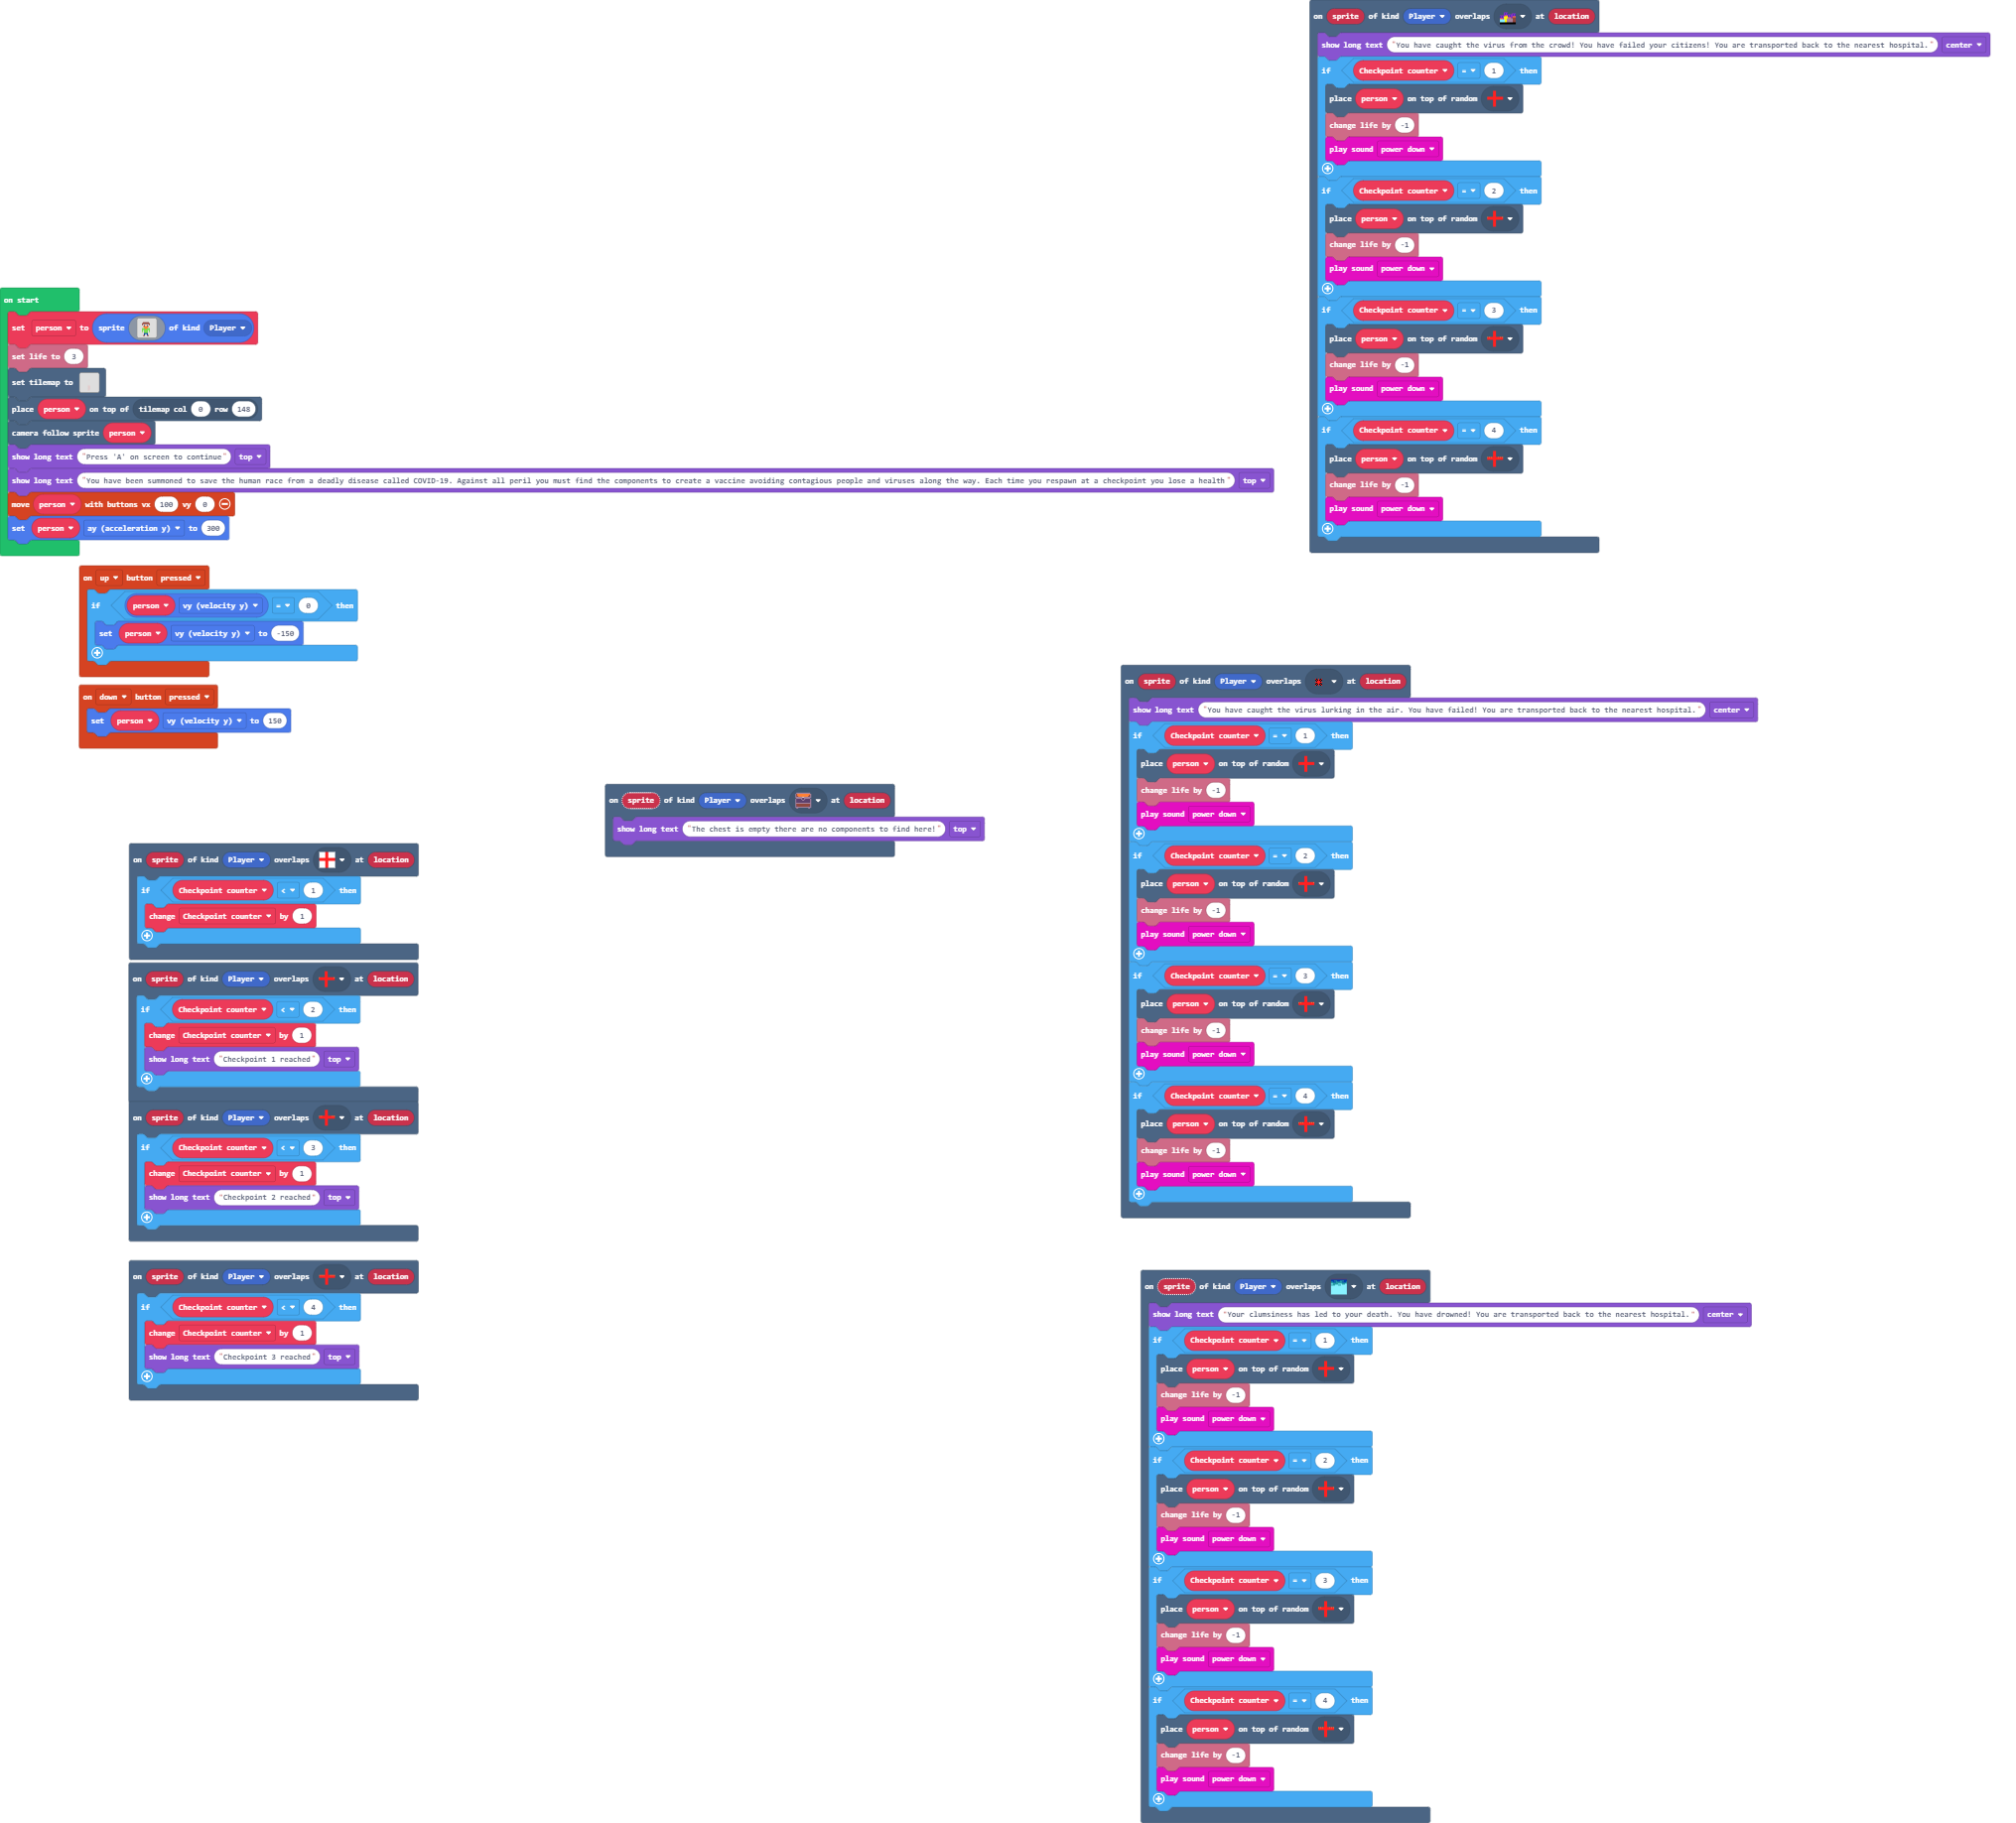 on start
set person to sprite of kind Player
set life to 3
set tilemap to
place person on top of tilemap col 0 row 148
camera follow sprite person
show long text "Press 'A' on screen to continue" top
show long text "You have been summoned to save the human race from a deadly disease called COVID-19. Against all peril you must find the components to create a vaccine avoiding contagious people and viruses along the way. Each time you respawn at a checkpoint you lose a health" top
move person with buttons vx 100 vy 0
set person ay (acceleration y) to 300
on up button pressed
if person vy (velocity y) = 0 then
set person vy (velocity y) to -150
on down button pressed
set person vy (velocity y) to 150
on sprite of kind Player overlaps at location
if Checkpoint counter < 1 then
change Checkpoint counter by 1
on sprite of kind Player overlaps at location
if Checkpoint counter < 2 then
change Checkpoint counter by 1
show long text "Checkpoint 1 reached" top
on sprite of kind Player overlaps at location
if Checkpoint counter < 3 then
change Checkpoint counter by 1
show long text "Checkpoint 2 reached" top
on sprite of kind Player overlaps at location
if Checkpoint counter < 4 then
change Checkpoint counter by 1
show long text "Checkpoint 3 reached" top
on sprite of kind Player overlaps at location
show long text "The chest is empty there are no components to find here!" top
on sprite of kind Player overlaps at location
show long text "You have caught the virus from the crowd! You have failed your citizens! You are transported back to the nearest hospital." center
if Checkpoint counter = 1 then
place person on top of random
change life by -1
play sound power down
if Checkpoint counter = 2 then
place person on top of random
change life by -1
play sound power down
if Checkpoint counter = 3 then
place person on top of random
change life by -1
play sound power down
if Checkpoint counter = 4 then
place person on top of random
change life by -1
play sound power down
on sprite of kind Player overlaps at location
show long text "You have caught the virus lurking in the air. You have failed! You are transported back to the nearest hospital." center
if Checkpoint counter = 1 then
place person on top of random
change life by -1
play sound power down
if Checkpoint counter = 2 then
place person on top of random
change life by -1
play sound power down
if Checkpoint counter = 3 then
place person on top of random
change life by -1
play sound power down
if Checkpoint counter = 4 then
place person on top of random
change life by -1
play sound power down
on sprite of kind Player overlaps at location
show long text "Your clumsiness has led to your death. You have drowned! You are transported back to the nearest hospital." center
if Checkpoint counter = 1 then
place person on top of random
change life by -1
play sound power down
if Checkpoint counter = 2 then
place person on top of random
change life by -1
play sound power down
if Checkpoint counter = 3 then
place person on top of random
change life by -1
play sound power down
if Checkpoint counter = 4 then
place person on top of random
change life by -1
play sound power down